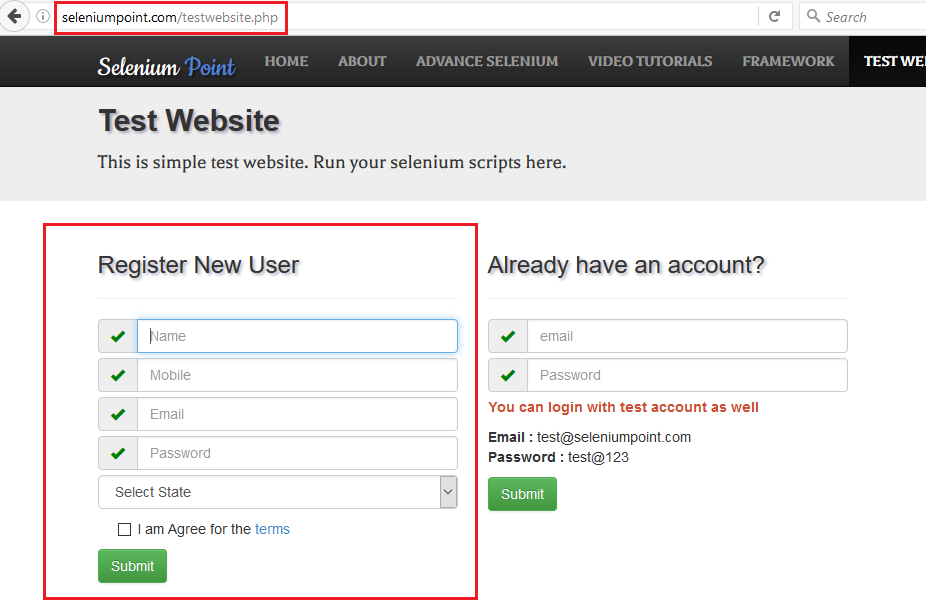 seleniumpoint.com/testwebsite.php
Search
Selenium Point
HOME
ABOUT
ADVANCE SELENIUM
VIDEO TUTORIALS
FRAMEWORK
TEST WE
Test Website
This is simple test website. Run your selenium scripts here.
Register New User
Name
Mobile
Email
Password
Select State
I am Agree for the terms
Submit
Already have an account?
email
Password
You can login with test account as well
Email : test@seleniumpoint.com
Password : test@123
Submit